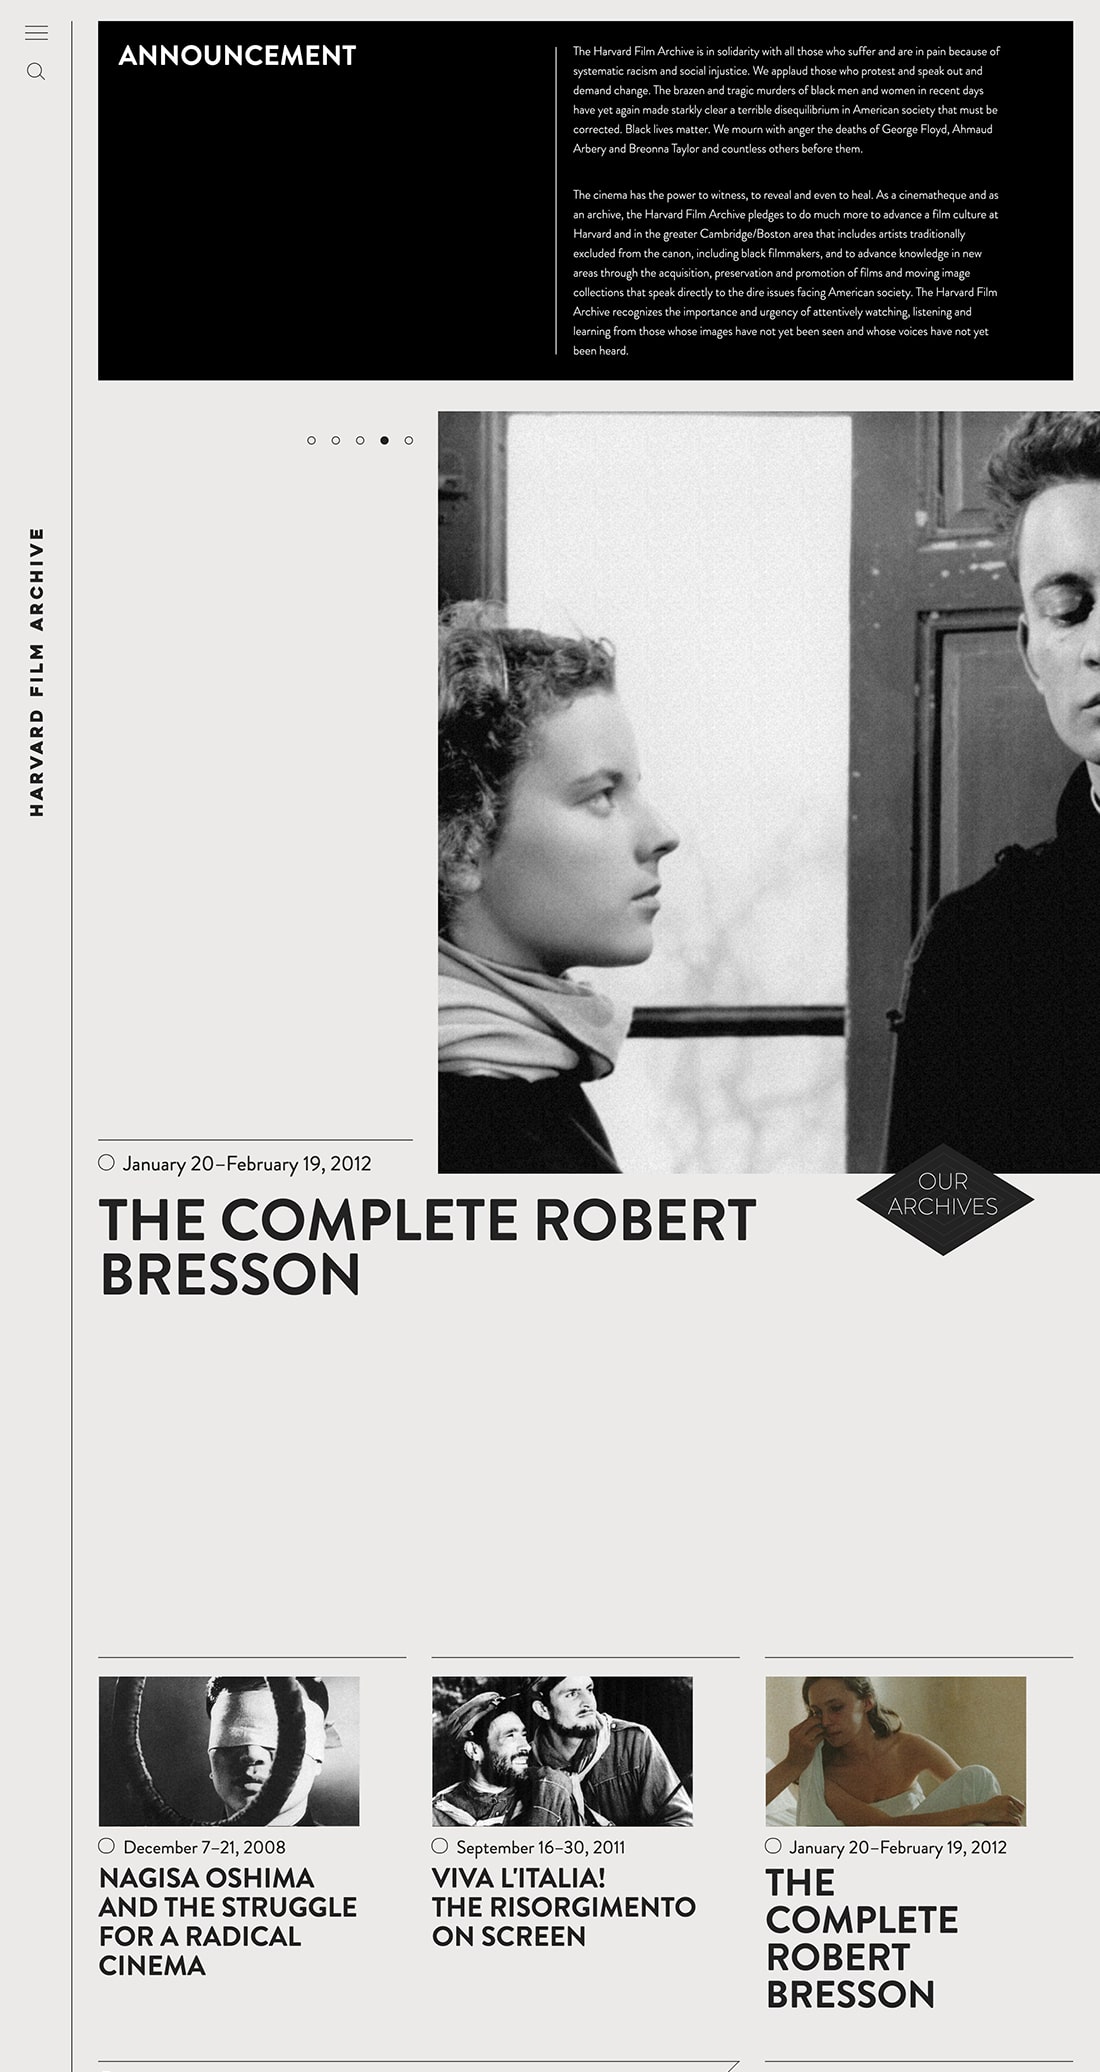 ANNOUNCEMENT
The Harvard Film Archive is in solidarity with all those who suffer and are in pain because of
systematic racism and social injustice. We applaud those who protest and speak out and
demand change. The brazen and tragic murders of black men and women in recent days
have yet again made starkly clear a terrible disequilibrium in American society that must be
corrected. Black lives matter. We mourn with anger the deaths of George Floyd, Ahmaud
Arbery and Breonna Taylor and countless others before them.
The cinema has the power to witness, to reveal and even to heal. As a cinematheque and as
an archive, the Harvard Film Archive pledges to do much more to advance a film culture at
Harvard and in the greater Cambridge/Boston area that includes artists traditionally
excluded from the canon, including black filmmakers, and to advance knowledge in new
areas through the acquisition, preservation and promotion of films and moving image
collections that speak directly to the dire issues facing American society. The Harvard Film
Archive recognizes the importance and urgency of attentively watching, listening and
learning from those whose images have not yet been seen and whose voices have not yet
been heard.
HARVARD FILM ARCHIVE
January 20–February 19, 2012
THE COMPLETE ROBERT
BRESSON
OUR
ARCHIVES
December 7–21, 2008
NAGISA OSHIMA
AND THE STRUGGLE
FOR A RADICAL
CINEMA
September 16–30, 2011
VIVA L'ITALIA!
THE RISORGIMENTO
ON SCREEN
January 20–February 19, 2012
THE
COMPLETE
ROBERT
BRESSON